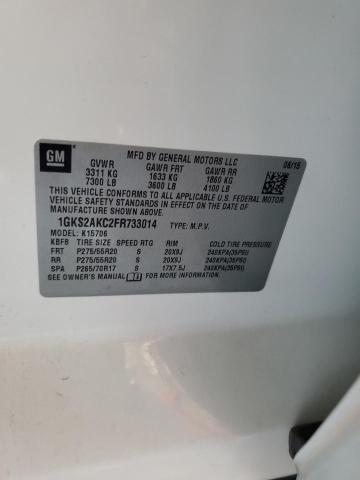 GM
MFD BY GENERAL MOTORS LLC 06/15
GVWR GAWR FRT GAWR RR
3311 KG 1633 KG 1860 KG
7300 LB 3600 LB 4100 LB
THIS VEHICLE CONFORMS TO ALL APPLICABLE U.S. FEDERAL MOTOR
VEHICLE SAFETY AND THEFT PREVENTION STANDARDS IN EFFECT ON THE DATE OF
MANUFACTURE SHOWN ABOVE.
1GKS2AKC2FR733014 TYPE: M.P.V.
MODEL: K15706
KBFB TIRE SIZE SPEED RTG RIM COLD TIRE PRESSURE
FRT P275/55R20 S 20X9J 240KPA(35PSI)
RR P275/55R20 S 20X9J 240KPA(35PSI)
SPA P265/70R17 S 17X7.5J 240KPA(35PSI)
SEE OWNER'S MANUAL FOR MORE INFORMATION.